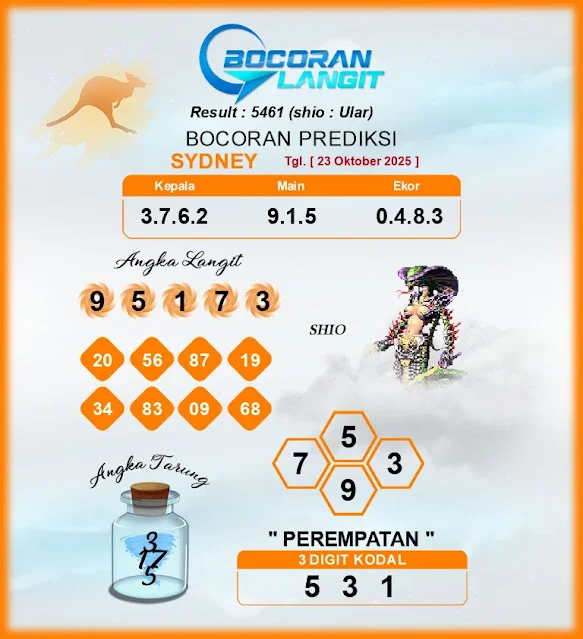 BOCORAN
LANGIT
Result : 5461 (shio : Ular)
BOCORAN PREDIKSI
SYDNEY Tgl. [ 23 Oktober 2025 ]
Kepala Main Ekor
3.7.6.2 9.1.5 0.4.8.3
Angka Langit
9 5 1 7 3
SHIO
20 56 87 19
34 83 09 68
5
7 3
9
Angka Tarung
3
17
5
" PEREMPATAN "
3 DIGIT KODAL
5 3 1